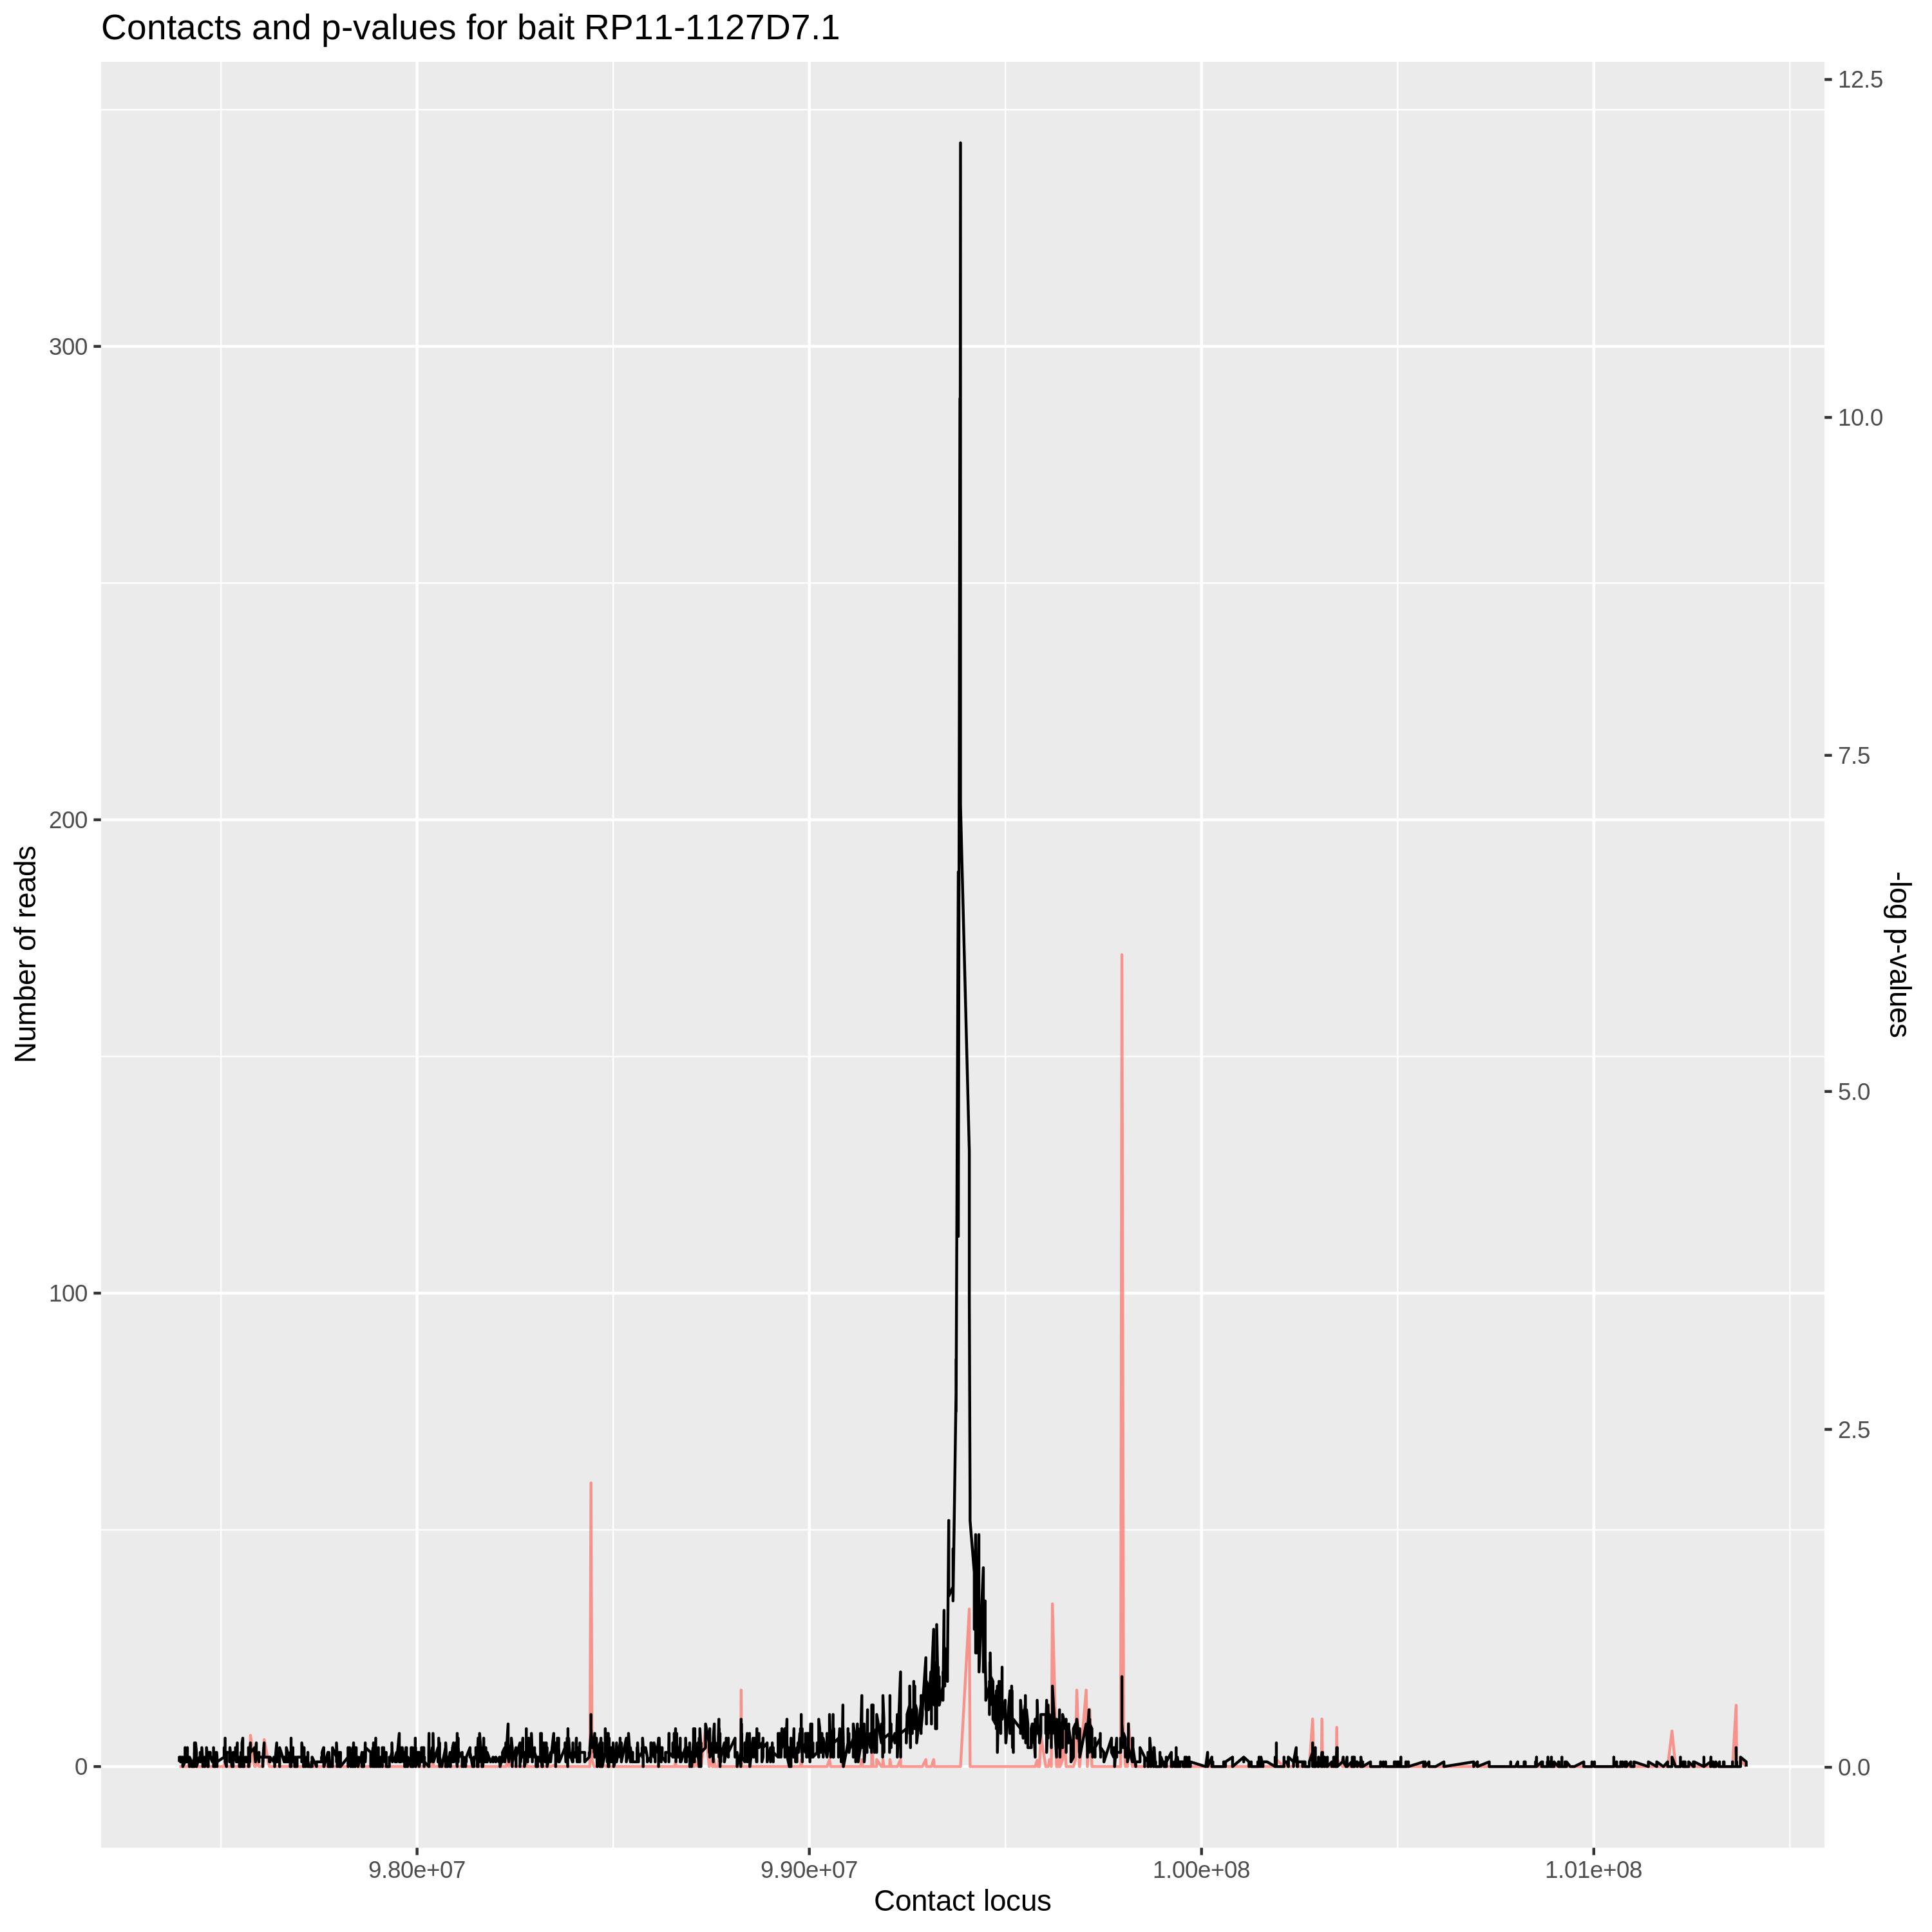 Contacts and p-values for bait RP11-1127D7.1
12.5
10.0
7.5
5.0
2.5
0.0
300
200
100
0
Number of reads
-log p-values
9.80e+07
9.90e+07
1.00e+08
1.01e+08
Contact locus